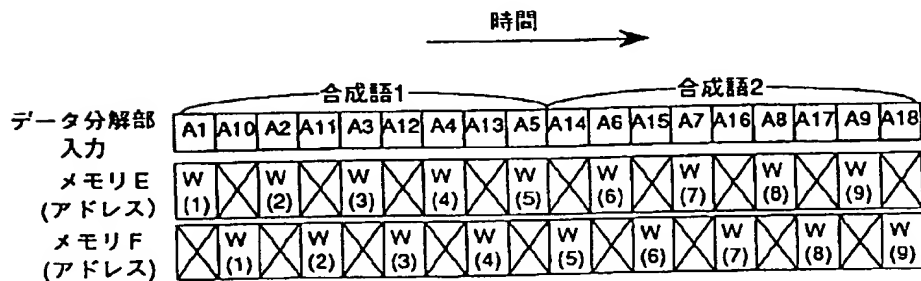 時間
合成語1 合成語2
データ分解部
入力
A1 A10 A2 A11 A3 A12 A4 A13 A5 A14 A6 A15 A7 A16 A8 A17 A9 A18
メモリE
(アドレス)
W W W W W W W W W
(1) (2) (3) (4) (5) (6) (7) (8) (9)
メモリF
(アドレス)
W W W W W W W W W
(1) (2) (3) (4) (5) (6) (7) (8) (9)